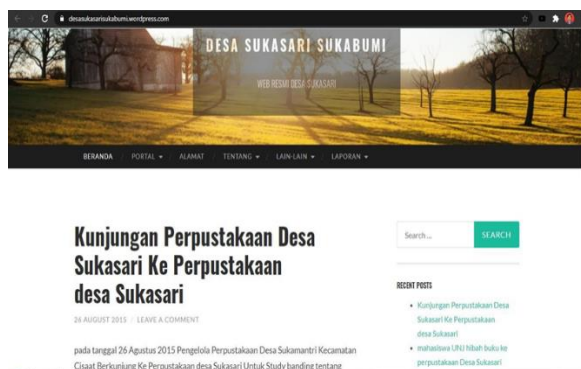 desasukasarisukabumi.wordpress.com
DESA SUKASARI SUKABUMI
WEB RESMI DESA SUKASARI
BERANDA / PORTAL / ALAMAT / TENTANG / LAIN-LAIN / LAPORAN
Kunjungan Perpustakaan Desa
Sukasari Ke Perpustakaan
desa Sukasari
26 AUGUST 2015 / LEAVE A COMMENT
pada tanggal 26 Agustus 2015 Pengelola Perpustakaan Desa Sukamantri Kecamatan
Cisaat Berkunjung Ke Perpustakaan desa Sukasari Untuk Study banding tentang
Search ...
SEARCH
RECENT POSTS
Kunjungan Perpustakaan Desa
Sukasari Ke Perpustakaan
desa Sukasari
mahasiswa UNJ hibah buku ke
perpustakaan Desa Sukasari